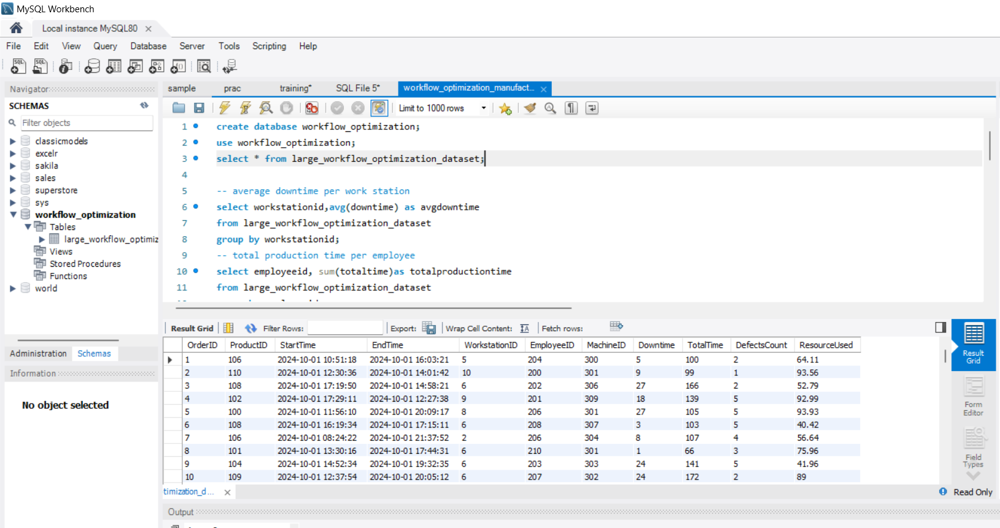 MySQL Workbench
Local instance MySQL80
File Edit View Query Database Server Tools Scripting Help
Navigator
SCHEMAS
Filter objects
classicmodels
excelr
sakila
sales
superstore
sys
workflow_optimization
Tables
large_workflow_optimiz
Views
Stored Procedures
Functions
world
Administration Schemas
Information
No object selected
sample prac training* SQL File 5* workflow_optimization_manufact...
Limit to 1000 rows
1 create database workflow_optimization;
2 use workflow_optimization;
3 select * from large_workflow_optimization_dataset;
4
5 -- average downtime per work station
6 select workstationid,avg(downtime) as avgdowntime
7 from large_workflow_optimization_dataset
8 group by workstationid;
9 -- total production time per employee
10 select employeeid, sum(totaltime)as totalproductiontime
11 from large_workflow_optimization_dataset
Result Grid Filter Rows: Export: Wrap Cell Content: Fetch rows:
OrderID ProductID StartTime EndTime WorkstationID EmployeeID MachineID Downtime TotalTime DefectsCount ResourceUsed
1 106 2024-10-01 10:51:18 2024-10-01 16:03:21 5 204 300 5 100 2 64.11
2 110 2024-10-01 12:30:36 2024-10-01 14:01:42 10 200 301 9 99 1 93.56
3 108 2024-10-01 17:19:50 2024-10-01 14:58:21 6 202 306 27 166 2 52.79
4 102 2024-10-01 17:29:11 2024-10-01 12:27:38 9 201 309 18 139 5 92.99
5 100 2024-10-01 11:56:10 2024-10-01 20:09:17 8 206 301 27 105 5 93.93
6 108 2024-10-01 16:19:34 2024-10-01 17:15:11 6 208 307 3 103 5 40.42
7 106 2024-10-01 08:24:22 2024-10-01 21:37:52 2 206 304 8 107 4 56.64
8 101 2024-10-01 13:30:16 2024-10-01 17:44:31 6 210 301 1 66 3 75.96
9 104 2024-10-01 14:52:34 2024-10-01 19:32:35 6 203 303 24 141 5 41.96
10 109 2024-10-01 12:37:54 2024-10-01 20:05:12 6 207 302 24 172 2 89
Result
Grid
Form
Editor
Field
Types
timization_d...
Read Only
Output